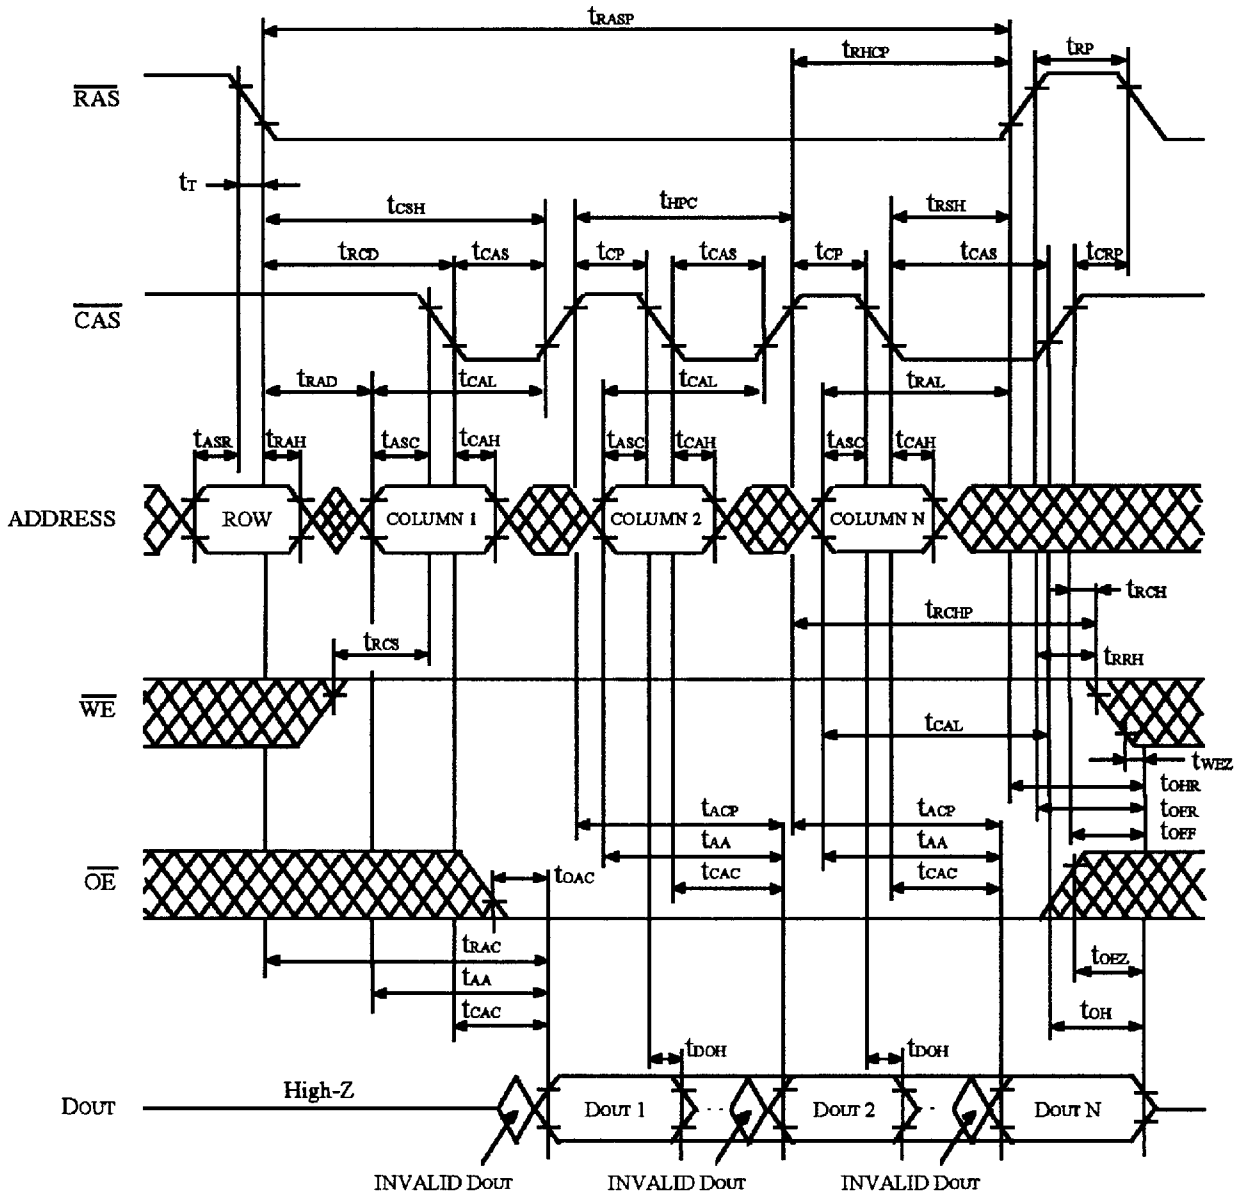 tRASP
tRHCP
tRP
RAS
tT
tCSH
tHPC
tRSH
tRCD
tCAS
tCP
tCAS
tCP
tCAS
tCRP
CAS
tRAD
tCAL
tCAL
tRAL
tASR
tRAH
tASC
tCAH
tASC
tCAH
tASC
tCAH
ADDRESS
ROW
COLUMN 1
COLUMN 2
COLUMN N
tRCH
tRCHP
tRCS
tRRH
WE
tCAL
tWEZ
tOHR
tACP
tACP
tOFR
tOFF
tAA
tAA
OE
tOAC
tCAC
tCAC
tRAC
tOEZ
tAA
tCAC
tOH
tDOH
tDOH
High-Z
DOUT
DOUT 1
DOUT 2
DOUT N
INVALID DOUT
INVALID DOUT
INVALID DOUT